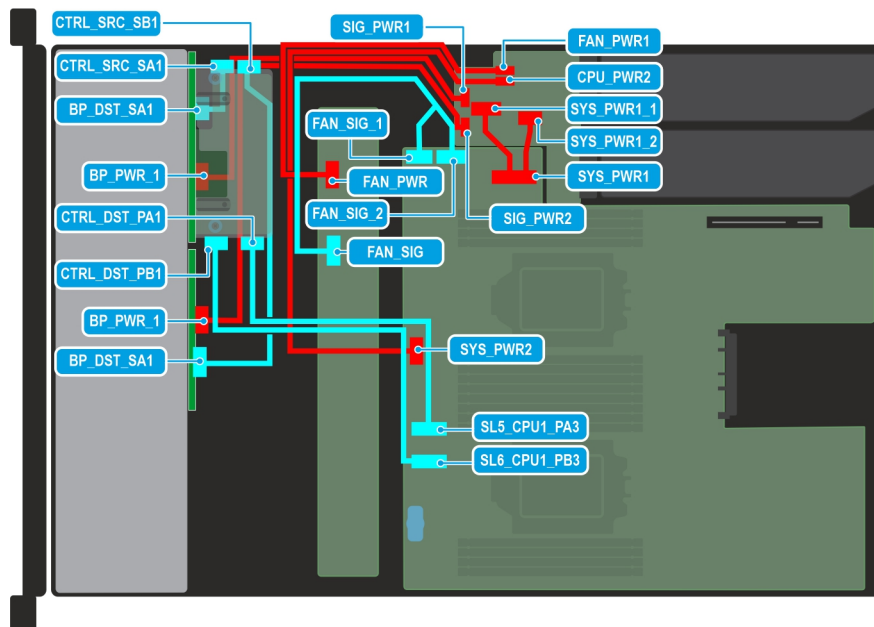 CTRL_SRC_SB1
SIG_PWR1
FAN_PWR1
CTRL_SRC_SA1
CPU_PWR2
BP_DST_SA1
SYS_PWR1_1
FAN_SIG_1
SYS_PWR1_2
BP_PWR_1
FAN_PWR
SYS_PWR1
CTRL_DST_PA1
FAN_SIG_2
SIG_PWR2
FAN_SIG
CTRL_DST_PB1
BP_PWR_1
SYS_PWR2
BP_DST_SA1
SL5_CPU1_PA3
SL6_CPU1_PB3